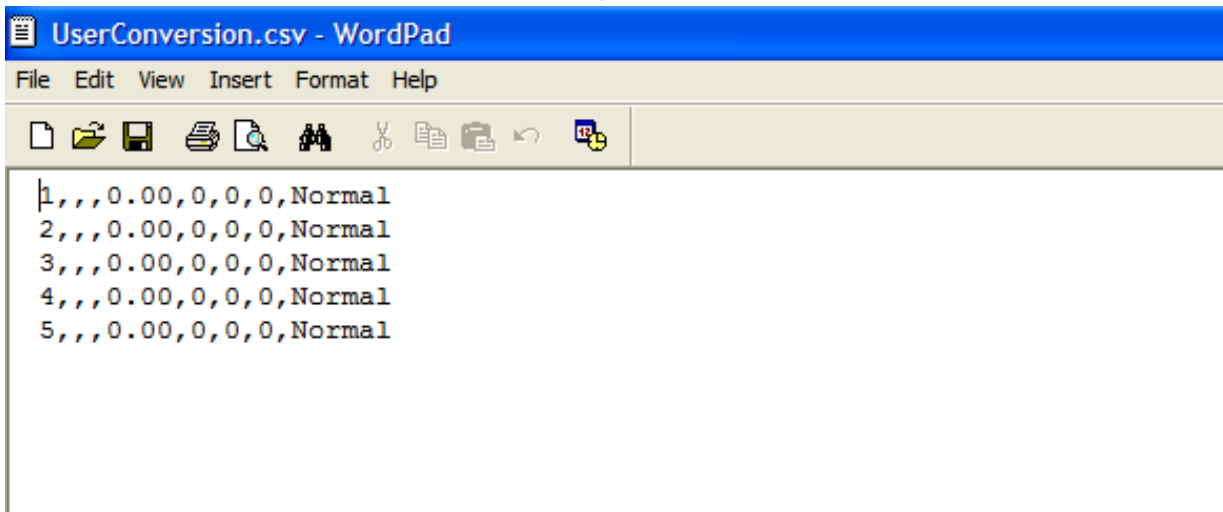 UserConversion.csv - WordPad
File Edit View Insert Format Help
1,,,0.00,0,0,0,Normal
2,,,0.00,0,0,0,Normal
3,,,0.00,0,0,0,Normal
4,,,0.00,0,0,0,Normal
5,,,0.00,0,0,0,Normal